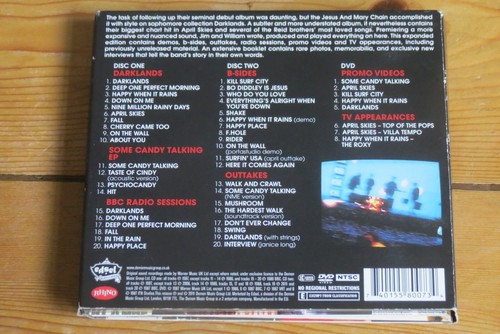 The task of following up their seminal debut album was daunting, but the Jesus And Mary Chain accomplished
it with style on sophomore collection Darklands. A subtler and more understated album, it nevertheless contains
their biggest chart hit in April Skies and several of the Reid brothers' most loved songs. Premiering a more
expansive and nuanced sound, Jim and William wrote, produced and played everything on here. This expanded
edition contains demos, b-sides, outtakes, radio sessions, promo videos and TV appearances, including
previously unreleased material. An extensive booklet contains rare photos, memorabilia, and exclusive new
interviews that tell the band's story in their own
DISC ONE
DARKLANDS
1. DARKLANDS
2. DEEP ONE PERFECT MORNING
3. HAPPY WHEN IT RAINS
4. DOWN ON ME
5. NINE MILLION RAINY DAYS
6. APRIL SKIES
7. FALL
8. CHERRY CAME TOO
9. ON THE WALL
10. ABOUT YOU
SOME CANDY TALKING
EP
11. SOME CANDY TALKING
12. TASTE OF CINDY
(acoustic version)
13. PSYCHOCANDY
14. HIT
BBC RADIO SESSIONS
15. DARKLANDS
16. DOWN ON ME
17. DEEP ONE PERFECT MORNING
18. FALL
19. IN THE RAIN
20. HAPPY PLACE
DISC TWO
B-SIDES
1. KILL SURF CITY
2. BO DIDDLEY IS JESUS
3. WHO DO YOU LOVE
4. EVERYTHING'S ALRIGHT WHEN
YOU'RE DOWN
5. SHAKE
6. HAPPY WHEN IT RAINS (demo)
7. HAPPY PLACE
8. F.HOLE
9. RIDER
10. ON THE WALL
(portastudio demo)
11. SURFIN' USA (april outtake)
12. HERE IT COMES AGAIN
OUTTAKES
13. WALK AND CRAWL
14. SOME CANDY TALKING
(NME version)
15. MUSHROOM
16. THE HARDEST WALK
(soundtrack version)
17. DON'T EVER CHANGE
18. SWING
19. DARKLANDS (with strings)
20. INTERVIEW (janice long)
DVD
PROMO VIDEOS
1. SOME CANDY TALKING
2. APRIL SKIES
3. KILL SURF CITY
4. HAPPY WHEN IT RAINS
5. DARKLANDS
TV APPEARANCES
6. APRIL SKIES - TOP OF THE POPS
7. APRIL SKIES - VILLA TEMPO
8. HAPPY WHEN IT RAINS -
THE ROXY
edsel
RHINO
www.demonmusicgroup.co.uk
DVD
VIDEO
NTSC
NO REGIONAL RESTRICTIONS
E EXEMPT FROM CLASSIFICATION
7 40155 80073 4